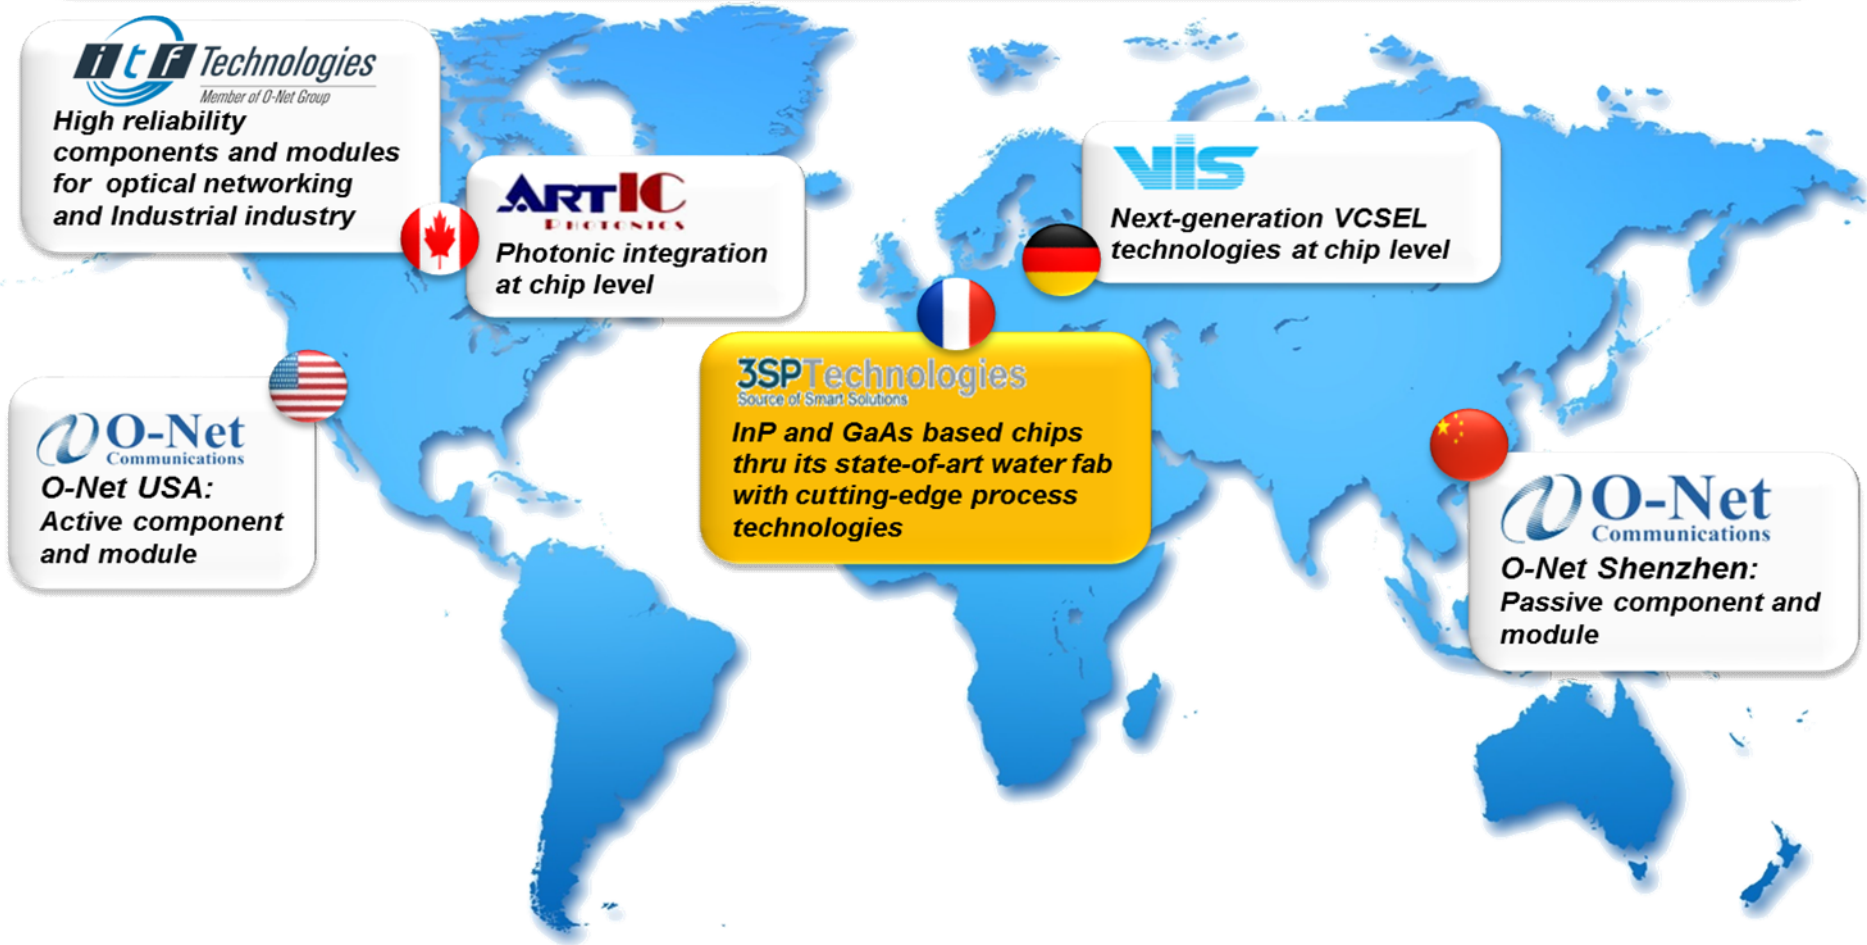 itf Technologies
Member of O-Net Group
High reliability
components and modules
for optical networking
and Industrial industry
ARTIC
PHOTONICS
Photonic integration
at chip level
VIS
Next-generation VCSEL
technologies at chip level
3SPTechnologies
Source of Smart Solutions
InP and GaAs based chips
thru its state-of-art water fab
with cutting-edge process
technologies
O-Net
Communications
O-Net USA:
Active component
and module
O-Net
Communications
O-Net Shenzhen:
Passive component and
module